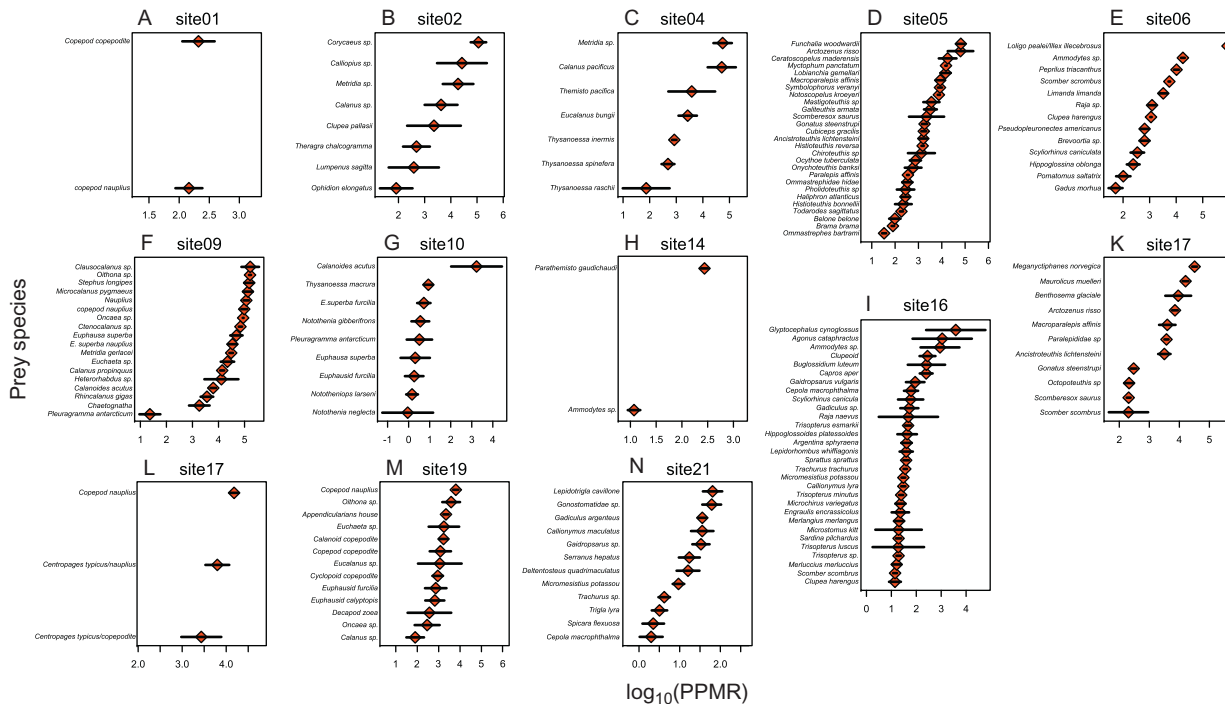 A site01
Copepod copepodite
copepod nauplius
1.5 2.0 2.5 3.0
B site02
Corycaeus sp.
Calliopius sp.
Metridia sp.
Calanus sp.
Clupea pallasii
Theragra chalcogramma
Lumpenus sagitta
Ophidion elongatus
2 3 4 5 6
C site04
Metridia sp.
Calanus pacificus
Themisto pacifica
Eucalanus bungii
Thysanoessa inermis
Thysanoessa spinefera
Thysanoessa raschii
1 2 3 4 5
D site05
Funchalia woodwardii
Arctozenus risso
Ceratoscopelus maderensis
Myctophum punctatum
Lobianchia gemellari
Macroparalepis affinis
Symbolophorus veranyi
Notoscopelus kroeyeri
Mastigoteuthis sp
Galiteuthis armata
Scomberesox saurus
Gonatus steenstrupi
Cubiceps gracilis
Ancistroteuthis lichtensteini
Histioteuthis reversa
Chiroteuthis sp
Ocythoe tuberculata
Onychoteuthis banksi
Paralepis affinis
Ommastrephidae hidae
Pholidoteuthis sp
Haliphron atlanticus
Histioteuthis bonnellii
Todarodes sagittatus
Belone belone
Brama brama
Ommastrephes bartrami
1 2 3 4 5 6
E site06
Loligo pealei/Illex illecebrosus
Ammodytes sp.
Peprilus triacanthus
Scomber scrombus
Limanda limanda
Raja sp.
Clupea harengus
Pseudopleuronectes americanus
Brevoortia sp.
Scyliorhinus caniculata
Hippoglossina oblonga
Pomatomus saltatrix
Gadus morhua
2 3 4 5
F site09
Clausocalanus sp.
Oithona sp.
Stephus longipes
Microcalanus pygmaeus
Nauplius
copepod nauplius
Oncaea sp.
Ctenocalanus sp.
Euphausa superba
E. superba nauplius
Metridia gerlacei
Euchaeta sp.
Calanus propinquus
Heterorhabdus sp.
Calanoides acutus
Rhincalanus gigas
Chaetognatha
Pleuragramma antarcticum
1 2 3 4 5
G site10
Calanoides acutus
Thysanoessa macrura
E.superba furcilia
Notothenia gibberifrons
Pleuragramma antarcticum
Euphausa superba
Euphausid furcilia
Nototheniops larseni
Notothenia neglecta
-1 0 1 2 3 4
H site14
Parathemisto gaudichaudi
Ammodytes sp.
1.0 1.5 2.0 2.5 3.0
I site16
Glyptocephalus cynoglossus
Agonus cataphractus
Ammodytes sp.
Clupeoid
Buglossidium luteum
Capros aper
Gaidropsarus vulgaris
Cepola macrophthalma
Scyliorhinus canicula
Gadiculus sp.
Raja naevus
Trisopterus esmarkii
Hippoglossoides platessoides
Argentina sphyraena
Lepidorhombus whiffiagonis
Sprattus sprattus
Trachurus trachurus
Micromesistius potassou
Callionymus lyra
Trisopterus minutus
Microchirus variegatus
Engraulis encrassicolus
Merlangius merlangus
Microstomus kitt
Sardina pilchardus
Trisopterus luscus
Trisopterus sp.
Merluccius merluccius
Scomber scombrus
Clupea harengus
0 1 2 3 4
K site17
Meganyctiphanes norvegica
Maurolicus muelleri
Benthosema glaciale
Arctozenus risso
Macroparalepis affinis
Paralepididae sp
Ancistroteuthis lichtensteini
Gonatus steenstrupi
Octopoteuthis sp
Scomberesox saurus
Scomber scombrus
2 3 4 5
L site17
Copepod nauplius
Centropages typicus/nauplius
Centropages typicus/copepodite
2.0 3.0 4.0
M site19
Copepod nauplius
Oithona sp.
Appendicularians house
Euchaeta sp.
Calanoid copepodite
Copepod copepodite
Eucalanus sp.
Cyclopoid copepodite
Euphausid furcilia
Euphausid calyptopis
Decapod zoea
Oncaea sp.
Calanus sp.
1 2 3 4 5 6
N site21
Lepidotrigla cavillone
Gonostomatidae sp.
Gadiculus argenteus
Callionymus maculatus
Gaidropsarus sp.
Serranus hepatus
Deltentosteus quadrimaculatus
Micromesistius potassou
Trachurus sp.
Trigla lyra
Spicara flexuosa
Cepola macrophthalma
0.0 1.0 2.0
Prey species
log10(PPMR)